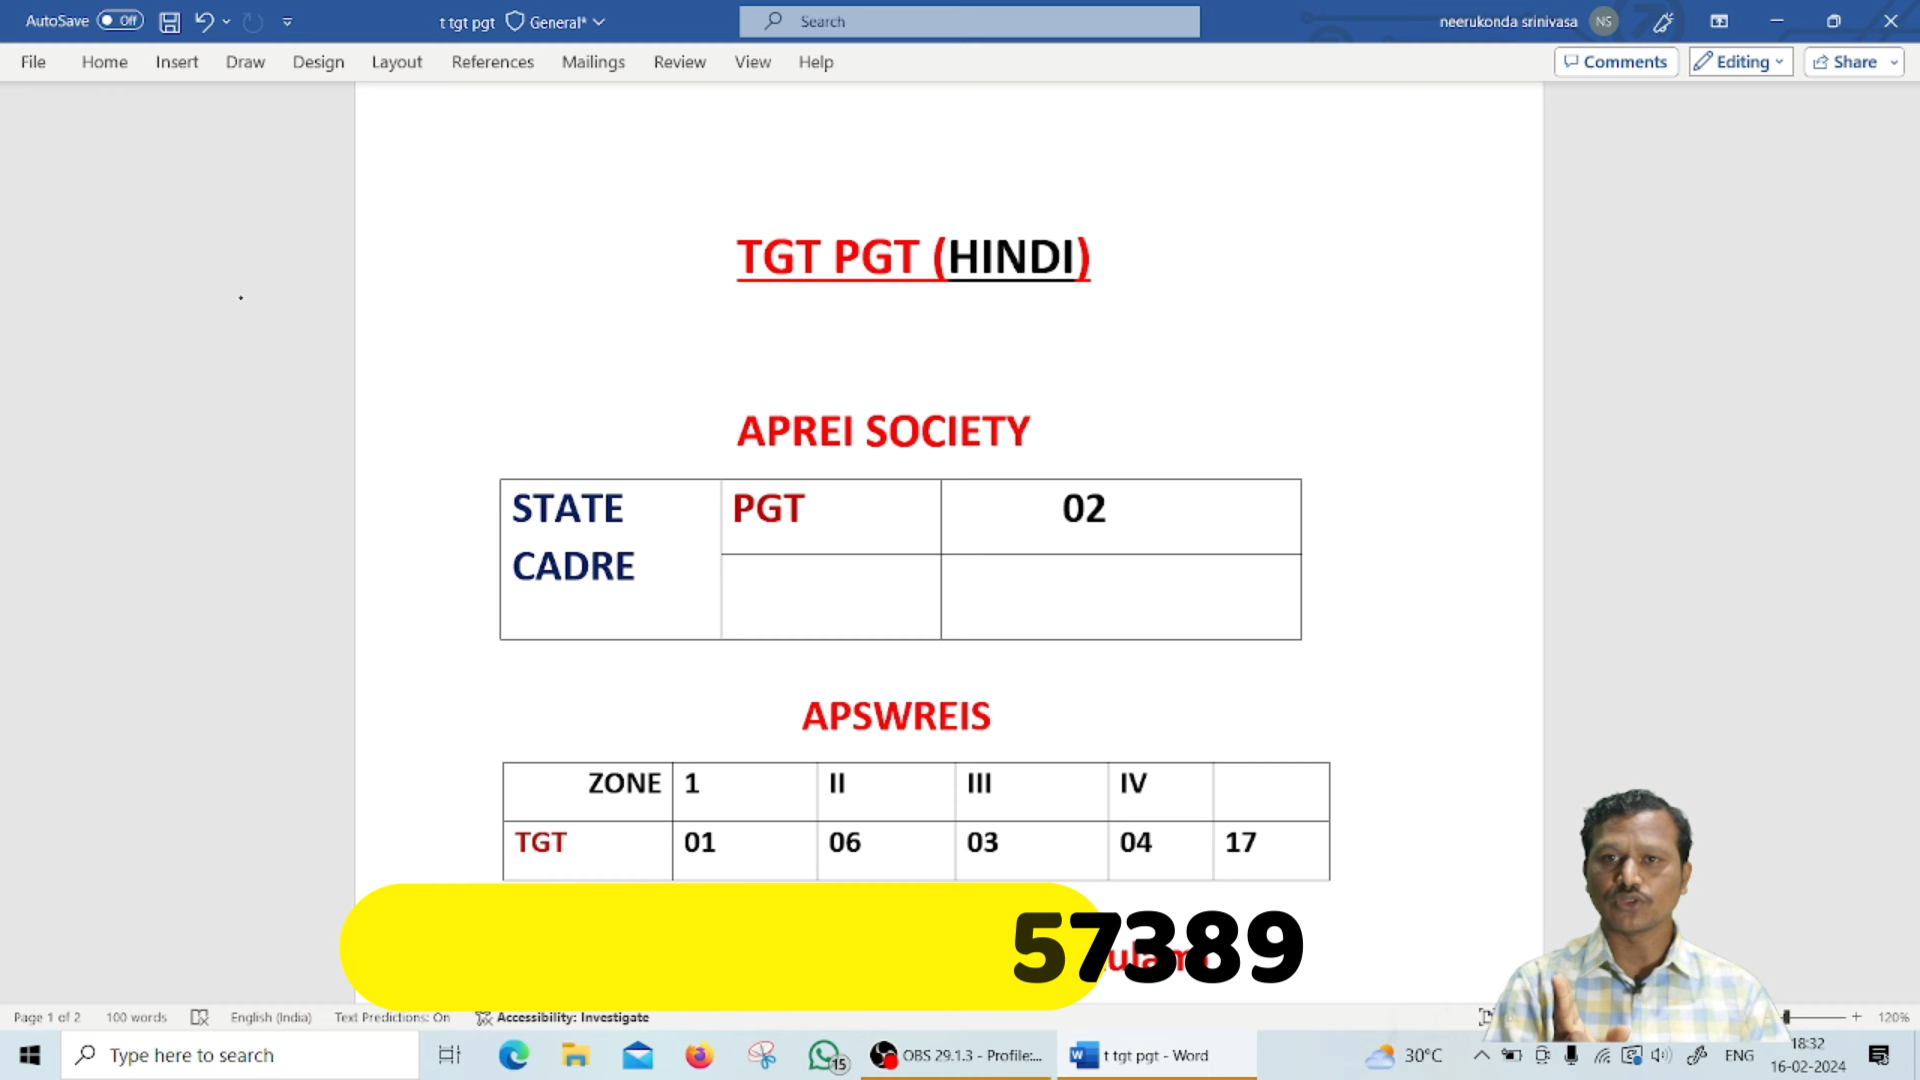 AutoSave Off t tgt pgt General* Search neerukonda srinivasa NS
File Home Insert Draw Design Layout References Mailings Review View Help Comments Editing Share
TGT PGT (HINDI)
APREI SOCIETY
STATE CADRE PGT 02
APSWREIS
ZONE 1 II III IV
TGT 01 06 03 04 17
57389
Page 1 of 2 100 words English (India) Text Predictions: On Accessibility: Investigate 120%
Type here to search 15 OBS 29.1.3 - Profile:... t tgt pgt - Word 30°C ENG 18:32
16-02-2024